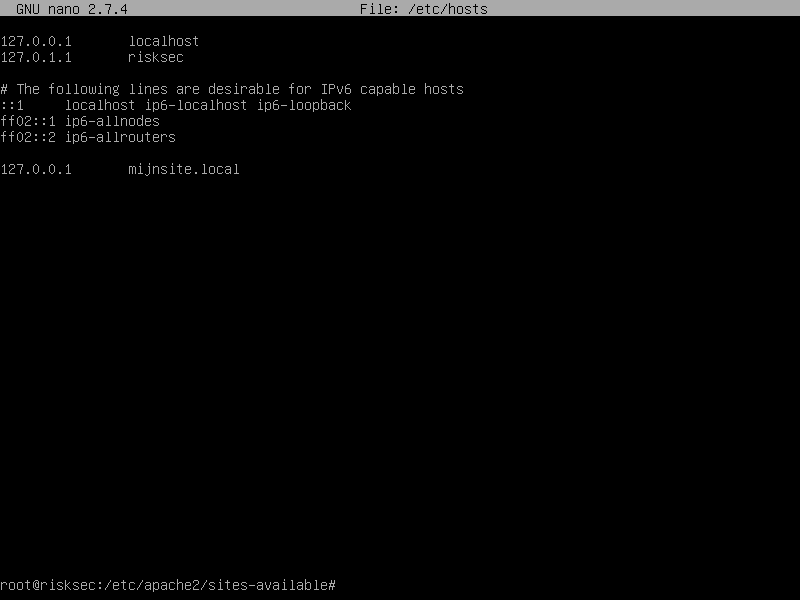 GNU nano 2.7.4 File: /etc/hosts
127.0.0.1 localhost
127.0.1.1 risksec
# The following lines are desirable for IPv6 capable hosts
::1 localhost ip6-localhost ip6-loopback
ff02::1 ip6-allnodes
ff02::2 ip6-allrouters
127.0.0.1 mijnsite.local
root@risksec:/etc/apache2/sites-available#